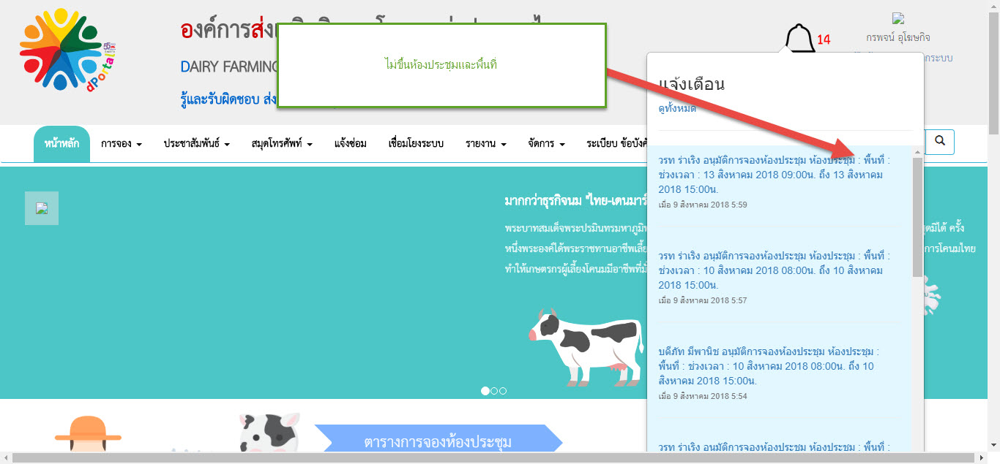 องค์การส่ง
14
กรพจน์ อุโฆษกิจ
กระบบ
ไม่ขึ้นห้องประชุมและพื้นที่
DAIRY FARMING
dPortal
รู้และรับผิดชอบ ส่ง
แจ้งเตือน
ดูทั้งหมด
หน้าหลัก การจอง ประชาสัมพันธ์ สมุดโทรศัพท์ แจ้งซ่อม เชื่อมโยงระบบ รายงาน จัดการ ระเบียบ ข้อบังคั
วรท ร่าเริง อนุมัติการจองห้องประชุม ห้องประชุม : พื้นที่ :
ช่วงเวลา : 13 สิงหาคม 2018 09:00น. ถึง 13 สิงหาคม
2018 15:00น.
เมื่อ 9 สิงหาคม 2018 5:59
วรท ร่าเริง อนุมัติการจองห้องประชุม ห้องประชุม : พื้นที่ :
ช่วงเวลา : 10 สิงหาคม 2018 08:00น. ถึง 10 สิงหาคม
2018 15:00น.
เมื่อ 9 สิงหาคม 2018 5:57
บดีภัท มีพานิช อนุมัติการจองห้องประชุม ห้องประชุม :
พื้นที่ : ช่วงเวลา : 10 สิงหาคม 2018 08:00น. ถึง 10
สิงหาคม 2018 15:00น.
เมื่อ 9 สิงหาคม 2018 5:54
วรท ร่าเริง อนุมัติการจองห้องประชุม ห้องประชุม : พื้นที่ :
มากกว่าธุรกิจนม "ไทย-เดนมาร์
พระบาทสมเด็จพระปรมินทรมหาภูมิ ครั้ง
หนึ่งพระองค์ได้พระราชทานอาชีพเลี้ย การโคนมไทย
ทำให้เกษตรกรผู้เลี้ยงโคนมมีอาชีพที่มั่
ตารางการจองห้องประชุม